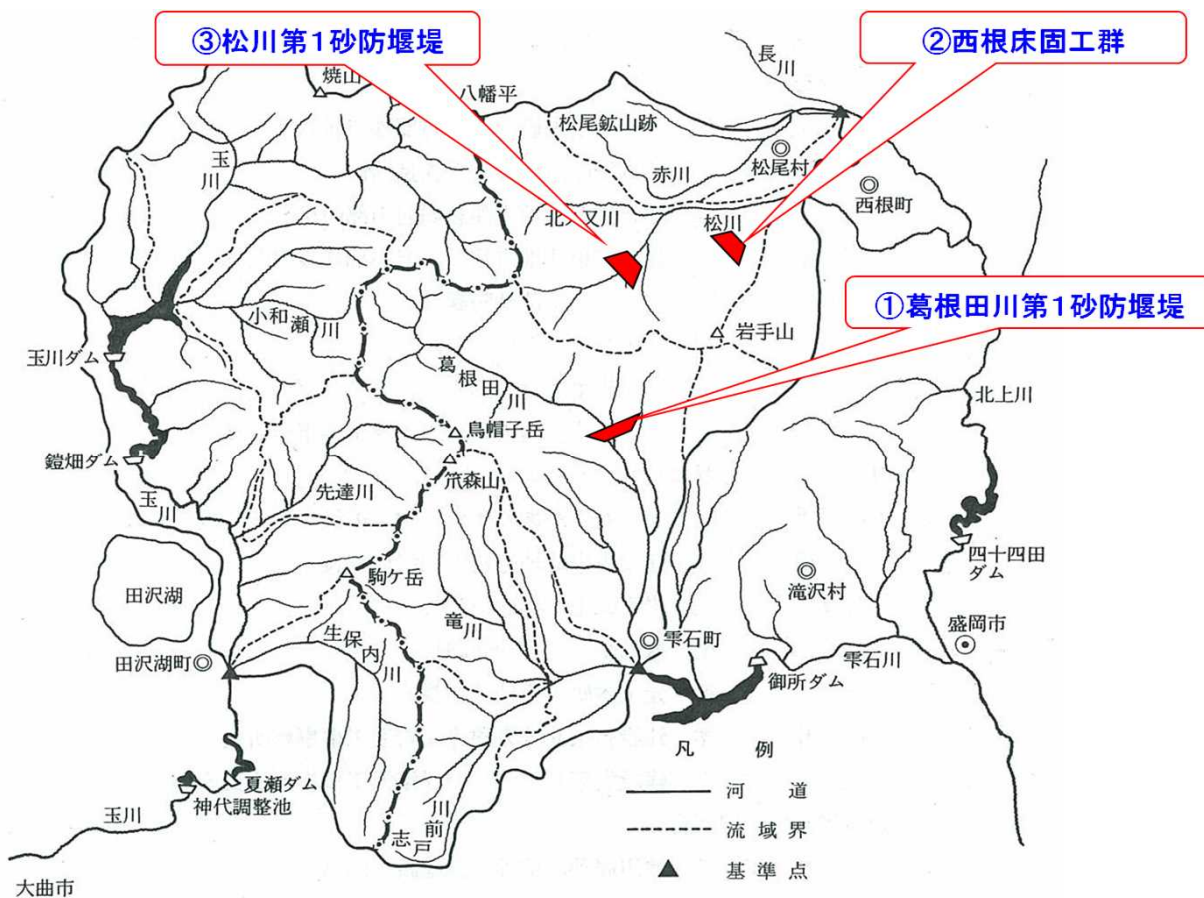 ③松川第1砂防堰堤
②西根床固工群
長川
焼山
八幡平
松尾鉱山跡
松尾村
玉川
赤川
西根町
北ノ又川
松川
①葛根田川第1砂防堰堤
小和瀬川
岩手山
玉川ダム
葛根田川
北上川
烏帽子岳
鎧畑ダム
笊森山
先達川
玉川
四十四田
ダム
駒ケ岳
滝沢村
田沢湖
生保内川
竜川
雫石町
盛岡市
田沢湖町
雫石川
御所ダム
凡例
夏瀬ダム
河道
神代調整池
玉川
志戸前川
流域界
基準点
大曲市